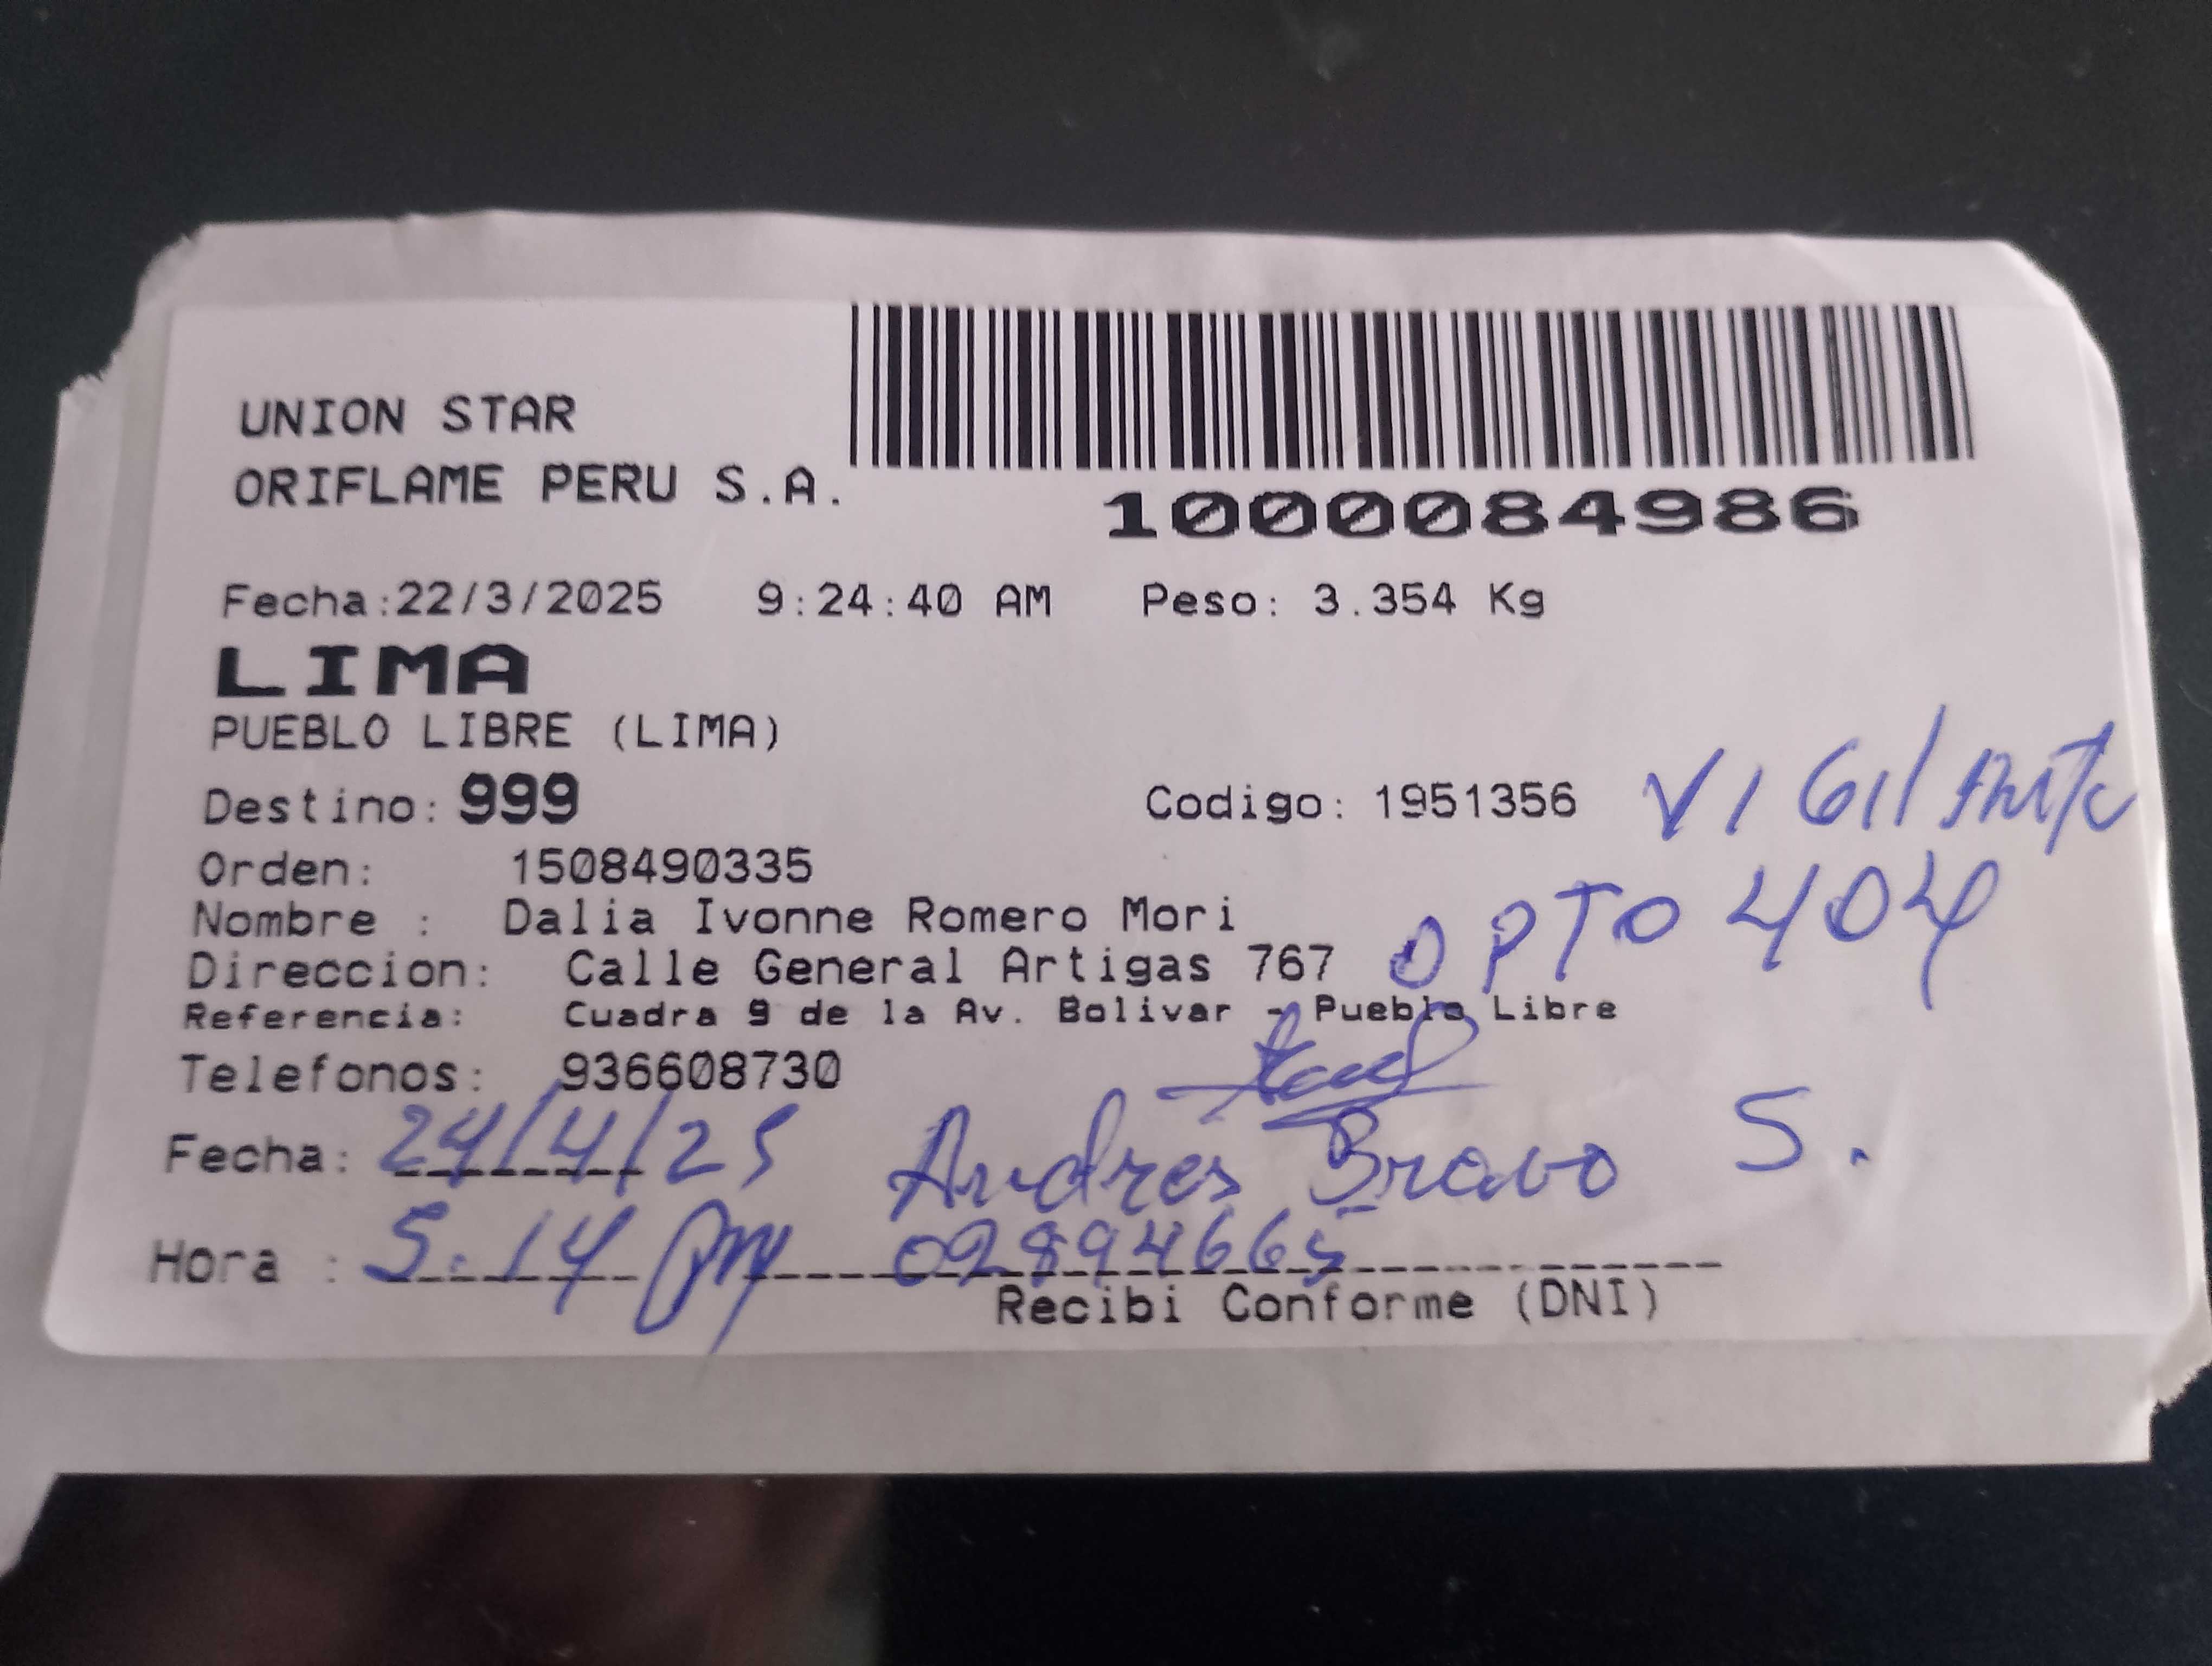 UNION STAR
ORIFLAME PERU S.A.
1000084986
Fecha:22/3/2025 9:24:40 AM Peso: 3.354 Kg
LIMA
PUEBLO LIBRE (LIMA)
Destino: 999 Codigo: 1951356 VIGIlANTe
Orden: 1508490335
Nombre : Dalia Ivonne Romero Mori
DPTO 404
Direccion: Calle General Artigas 767
Referencia: Cuadra 9 de la Av. Bolivar - Pueblo Libre
Telefonos: 936608730
Fecha: 24/4/25 Andres Bravo S.
Hora : 5.14 pm 02894665
Recibi Conforme (DNI)